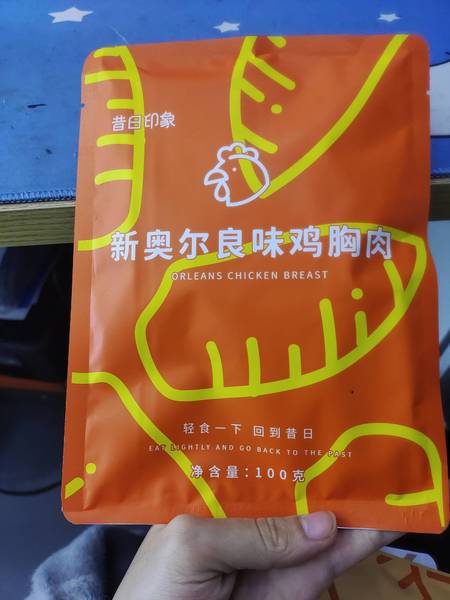 昔日印象
新奥尔良味鸡胸肉
ORLEANS CHICKEN BREAST
轻食一下 回到昔日
EAT LIGHTLY AND GO BACK TO THE PAST
净含量：100克